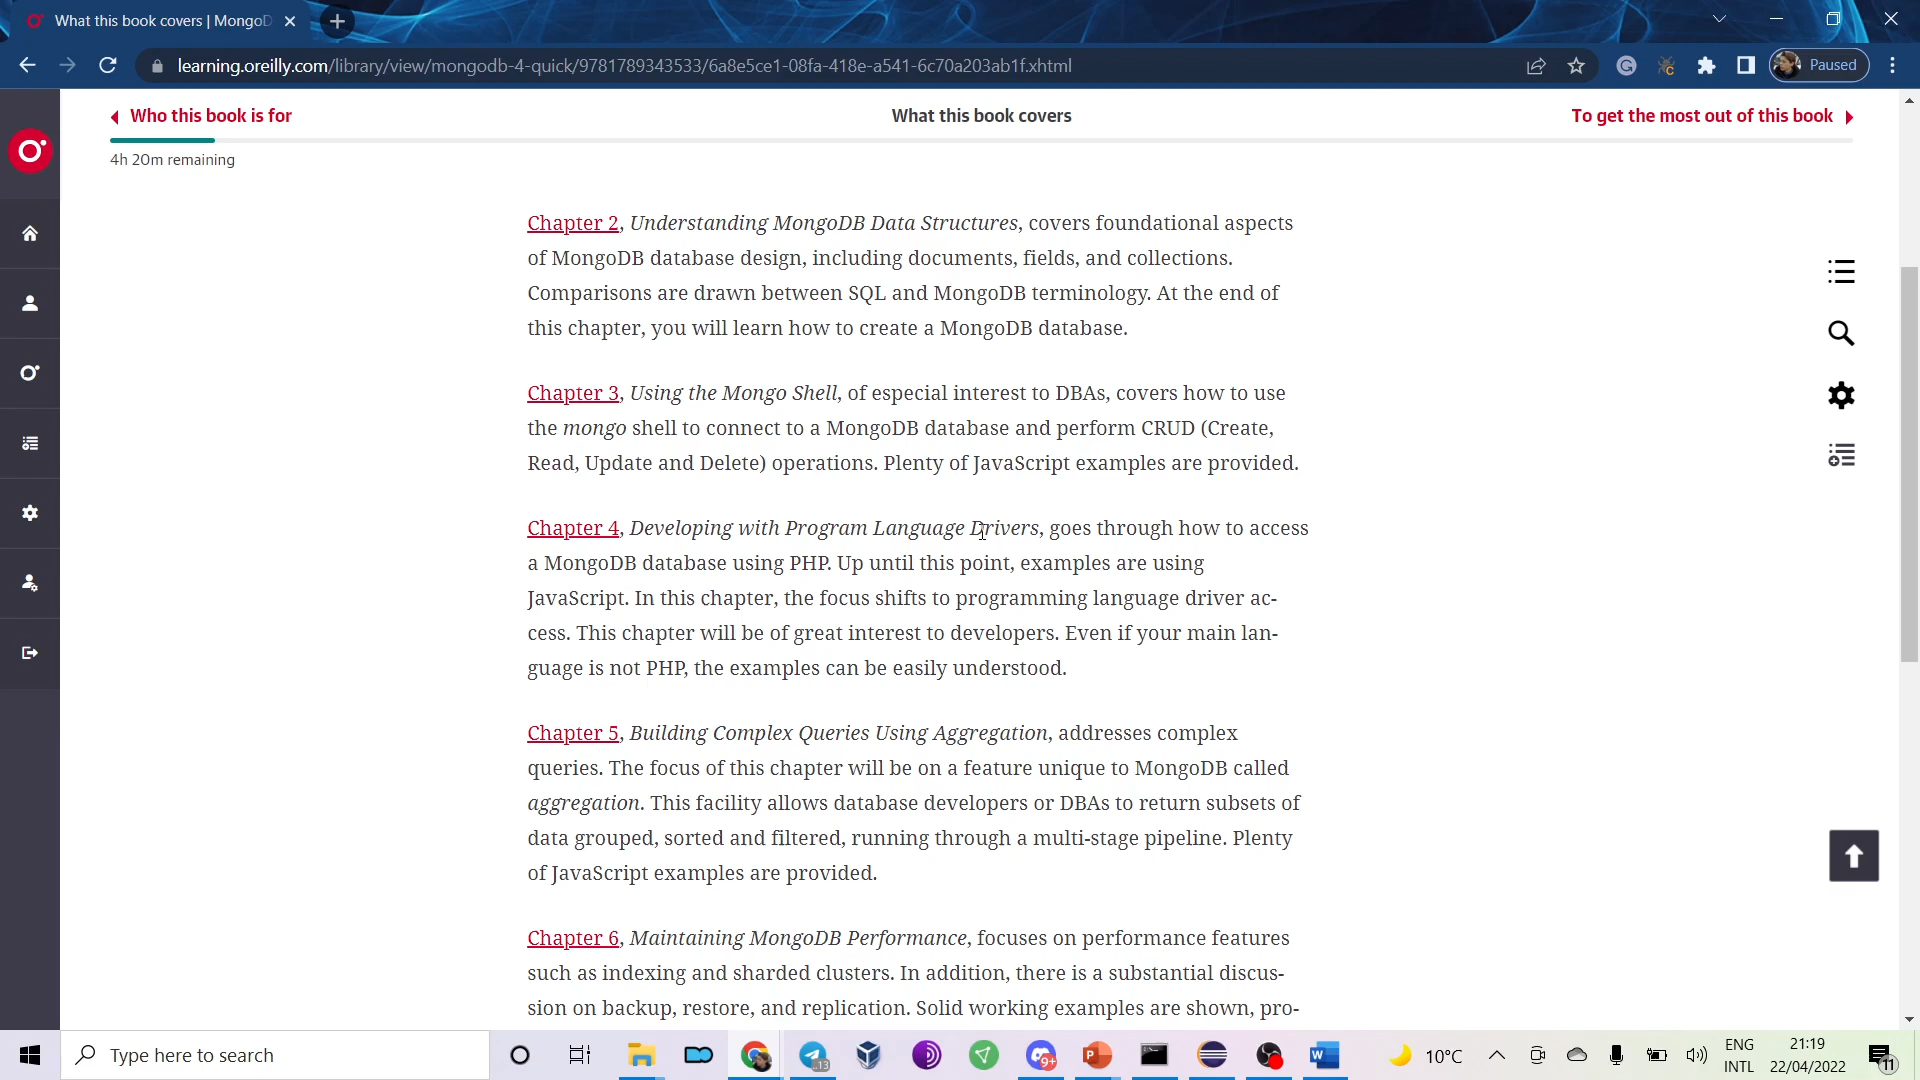 What this book covers | MongoD
learning.oreilly.com/library/view/mongodb-4-quick/9781789343533/6a8e5ce1-08fa-418e-a541-6c70a203ab1f.xhtml
Paused
Who this book is for
What this book covers
To get the most out of this book
4h 20m remaining
Chapter 2, Understanding MongoDB Data Structures, covers foundational aspects
of MongoDB database design, including documents, fields, and collections.
Comparisons are drawn between SQL and MongoDB terminology. At the end of
this chapter, you will learn how to create a MongoDB database.
Chapter 3, Using the Mongo Shell, of especial interest to DBAs, covers how to use
the mongo shell to connect to a MongoDB database and perform CRUD (Create,
Read, Update and Delete) operations. Plenty of JavaScript examples are provided.
Chapter 4, Developing with Program Language Drivers, goes through how to access
a MongoDB database using PHP. Up until this point, examples are using
JavaScript. In this chapter, the focus shifts to programming language driver ac-
cess. This chapter will be of great interest to developers. Even if your main lan-
guage is not PHP, the examples can be easily understood.
Chapter 5, Building Complex Queries Using Aggregation, addresses complex
queries. The focus of this chapter will be on a feature unique to MongoDB called
aggregation. This facility allows database developers or DBAs to return subsets of
data grouped, sorted and filtered, running through a multi-stage pipeline. Plenty
of JavaScript examples are provided.
Chapter 6, Maintaining MongoDB Performance, focuses on performance features
such as indexing and sharded clusters. In addition, there is a substantial discus-
sion on backup, restore, and replication. Solid working examples are shown, pro-
Type here to search
13
9+
10°C
ENG
INTL
21:19
22/04/2022
11